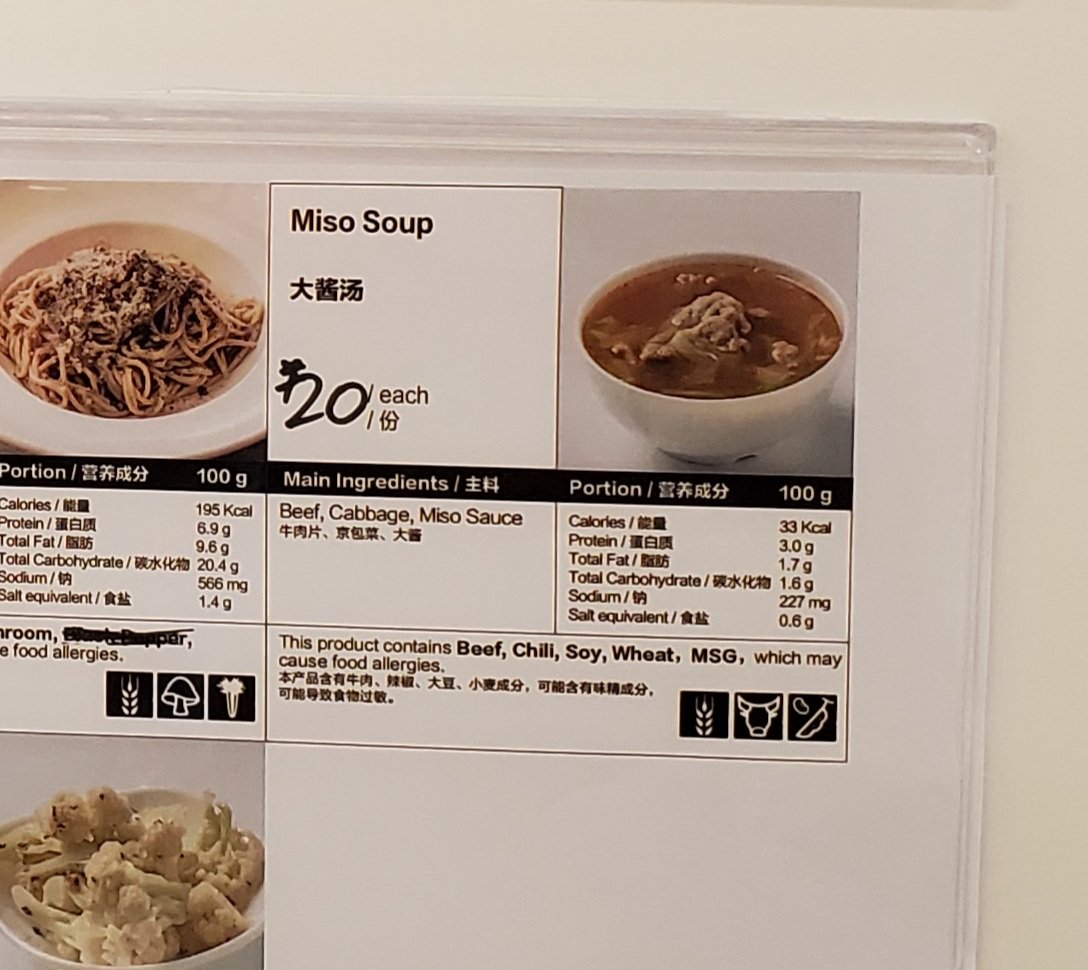 Miso Soup
大酱汤
20/ each
/ 份
Portion / 营养成分 100 g
Calories / 能量 195 Kcal
Protein / 蛋白质 6.9 g
Total Fat / 脂肪 9.6 g
Total Carbohydrate / 碳水化物 20.4 g
Sodium / 钠 566 mg
Salt equivalent / 食盐 1.4 g
hroom,
e food allergies.
Main Ingredients / 主料
Beef, Cabbage, Miso Sauce
牛肉片、京包菜、大酱
Portion / 营养成分 100 g
Calories / 能量 33 Kcal
Protein / 蛋白质 3.0 g
Total Fat / 脂肪 1.7 g
Total Carbohydrate / 碳水化物 1.6 g
Sodium / 钠 227 mg
Salt equivalent / 食盐 0.6 g
This product contains Beef, Chili, Soy, Wheat, MSG, which may
cause food allergies.
本产品含有牛肉、辣椒、大豆、小麦成分，可能含有味精成分，
可能导致食物过敏。